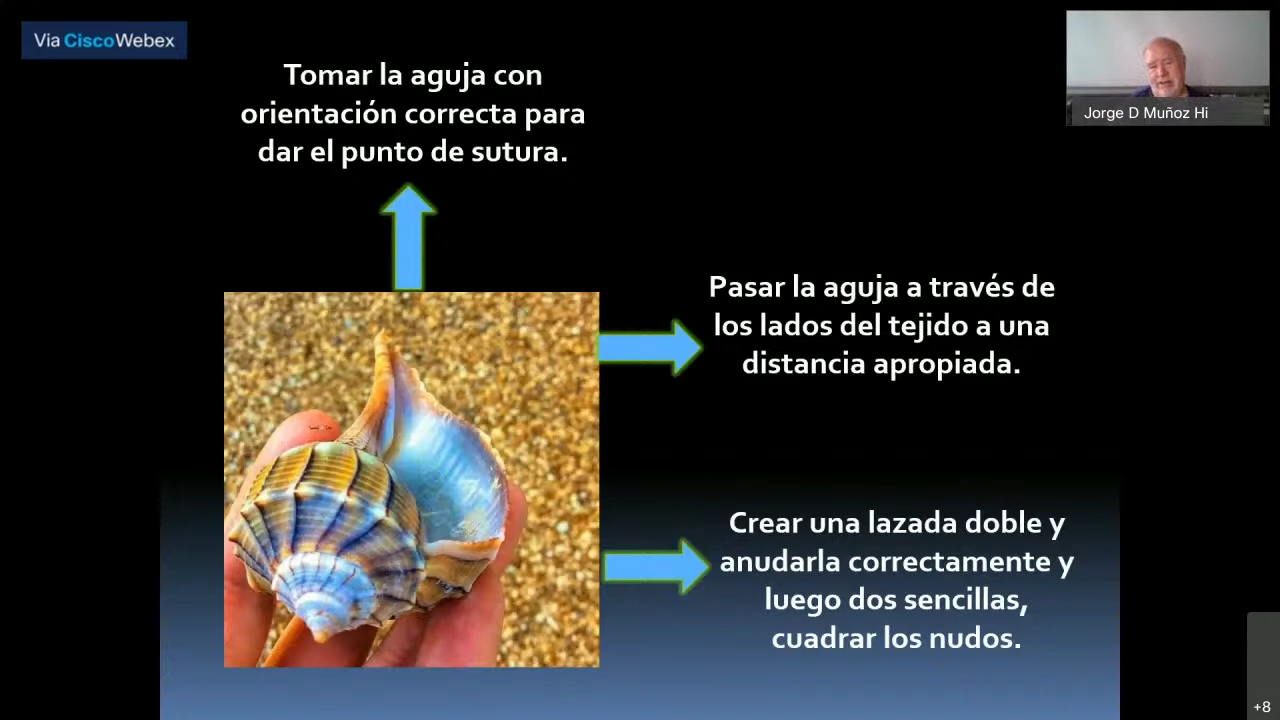 Vía CiscoWebex
Tomar la aguja con
orientación correcta para
dar el punto de sutura.
Jorge D Muñoz Hi
Pasar la aguja a través de
los lados del tejido a una
distancia apropiada.
Crear una lazada doble y
anudarla correctamente y
luego dos sencillas,
cuadrar los nudos.
+8